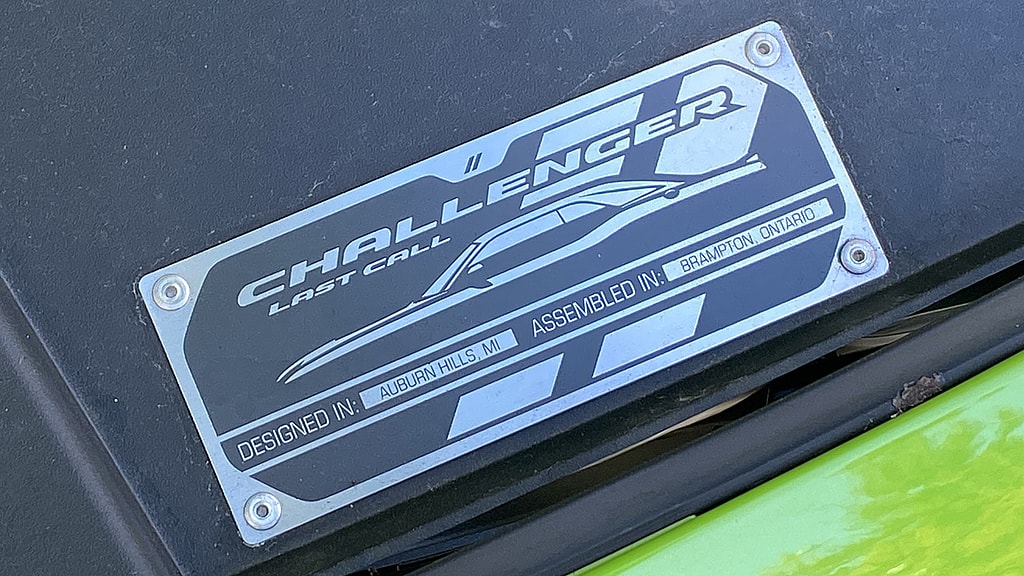 CHALLENGER
LAST CALL
DESIGNED IN: AUBURN HILLS, MI ASSEMBLED IN: BRAMPTON, ONTARIO